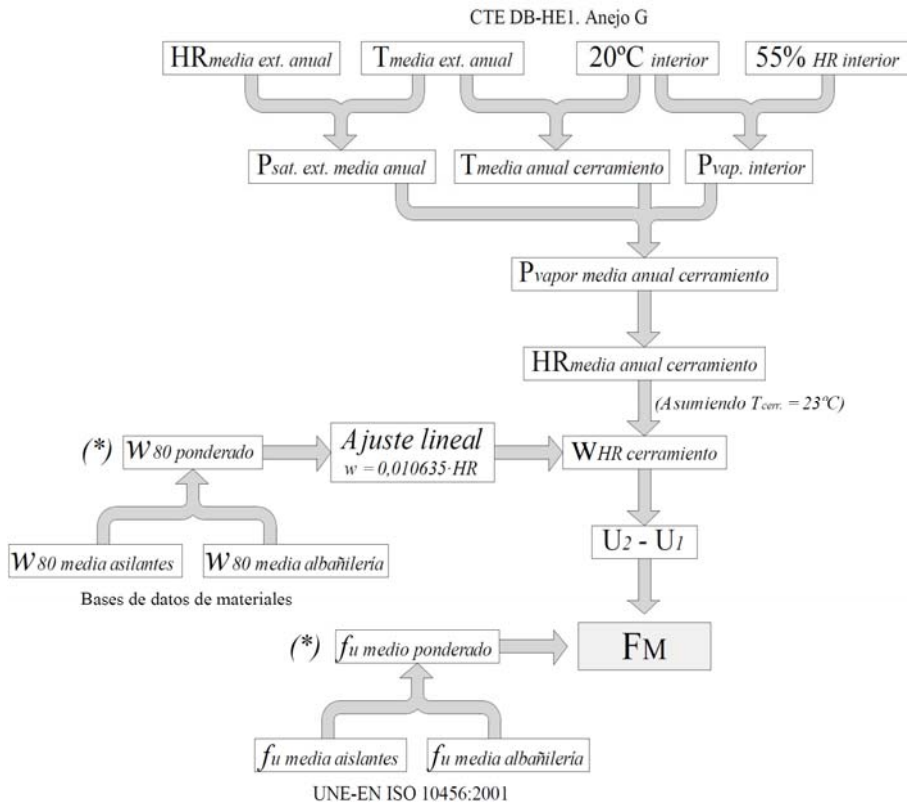 CTE DB-HE1. Anejo G
HRmedia ext. anual
Tmedia ext. anual
20ºC interior
55% HR interior
Psat. ext. media anual
Tmedia anual cerramiento
Pvap. interior
Pvapor media anual cerramiento
HRmedia anual cerramiento
(Asumiendo Tcerr. = 23ºC)
(*) w80 ponderado
Ajuste lineal
w = 0,010635·HR
WHR cerramiento
w80 media asilantes
w80 media albañilería
Bases de datos de materiales
U2 - U1
(*) fu medio ponderado
FM
fu media aislantes
fu media albañilería
UNE-EN ISO 10456:2001